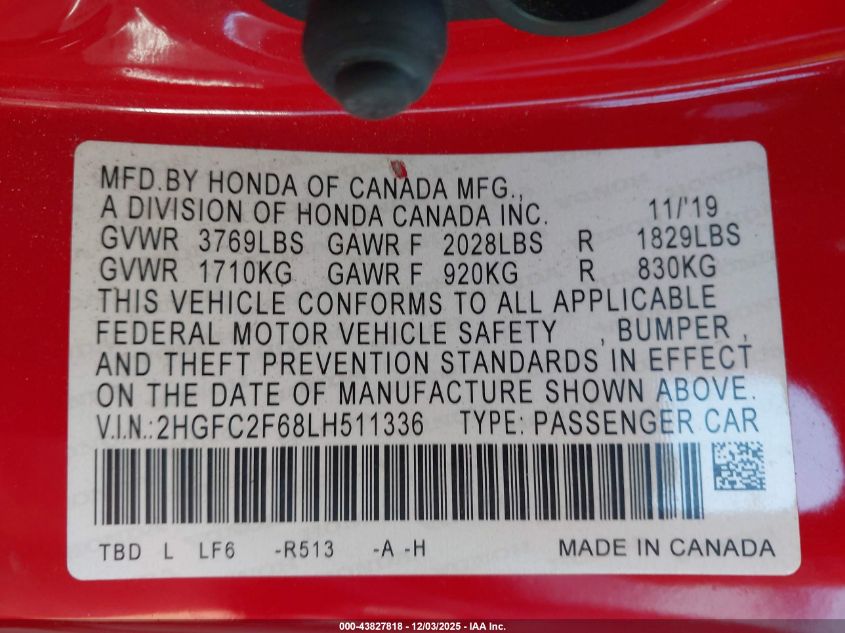 MFD.BY HONDA OF CANADA MFG.,
A DIVISION OF HONDA CANADA INC. 11/'19
GVWR 3769LBS GAWR F 2028LBS R 1829LBS
GVWR 1710KG GAWR F 920KG R 830KG
THIS VEHICLE CONFORMS TO ALL APPLICABLE
FEDERAL MOTOR VEHICLE SAFETY , BUMPER ,
AND THEFT PREVENTION STANDARDS IN EFFECT
ON THE DATE OF MANUFACTURE SHOWN ABOVE.
V.I.N.:2HGFC2F68LH511336 TYPE: PASSENGER CAR
TBD L LF6 -R513 -A -H MADE IN CANADA
000-43827818 - 12/03/2025 - IAA Inc.